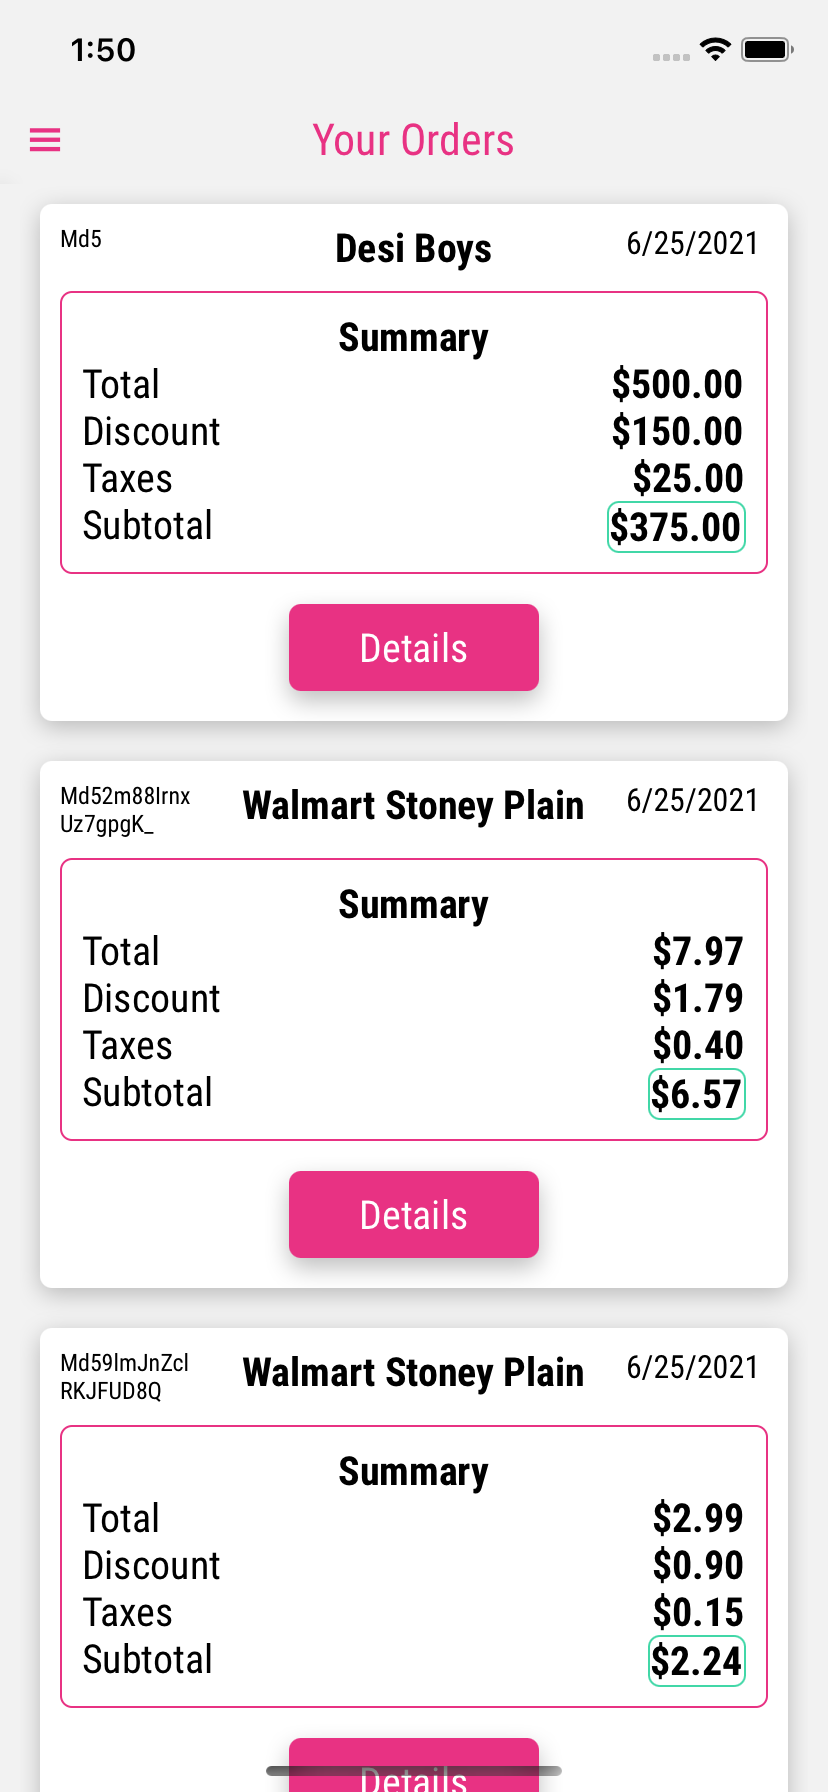 1:50
Your Orders
Md5 Desi Boys 6/25/2021
Summary
Total $500.00
Discount $150.00
Taxes $25.00
Subtotal $375.00
Details
Md52m88Irnx Walmart Stoney Plain 6/25/2021
Uz7gpgK_
Summary
Total $7.97
Discount $1.79
Taxes $0.40
Subtotal $6.57
Details
Md59lmJnZcl Walmart Stoney Plain 6/25/2021
RKJFUD8Q
Summary
Total $2.99
Discount $0.90
Taxes $0.15
Subtotal $2.24
Details